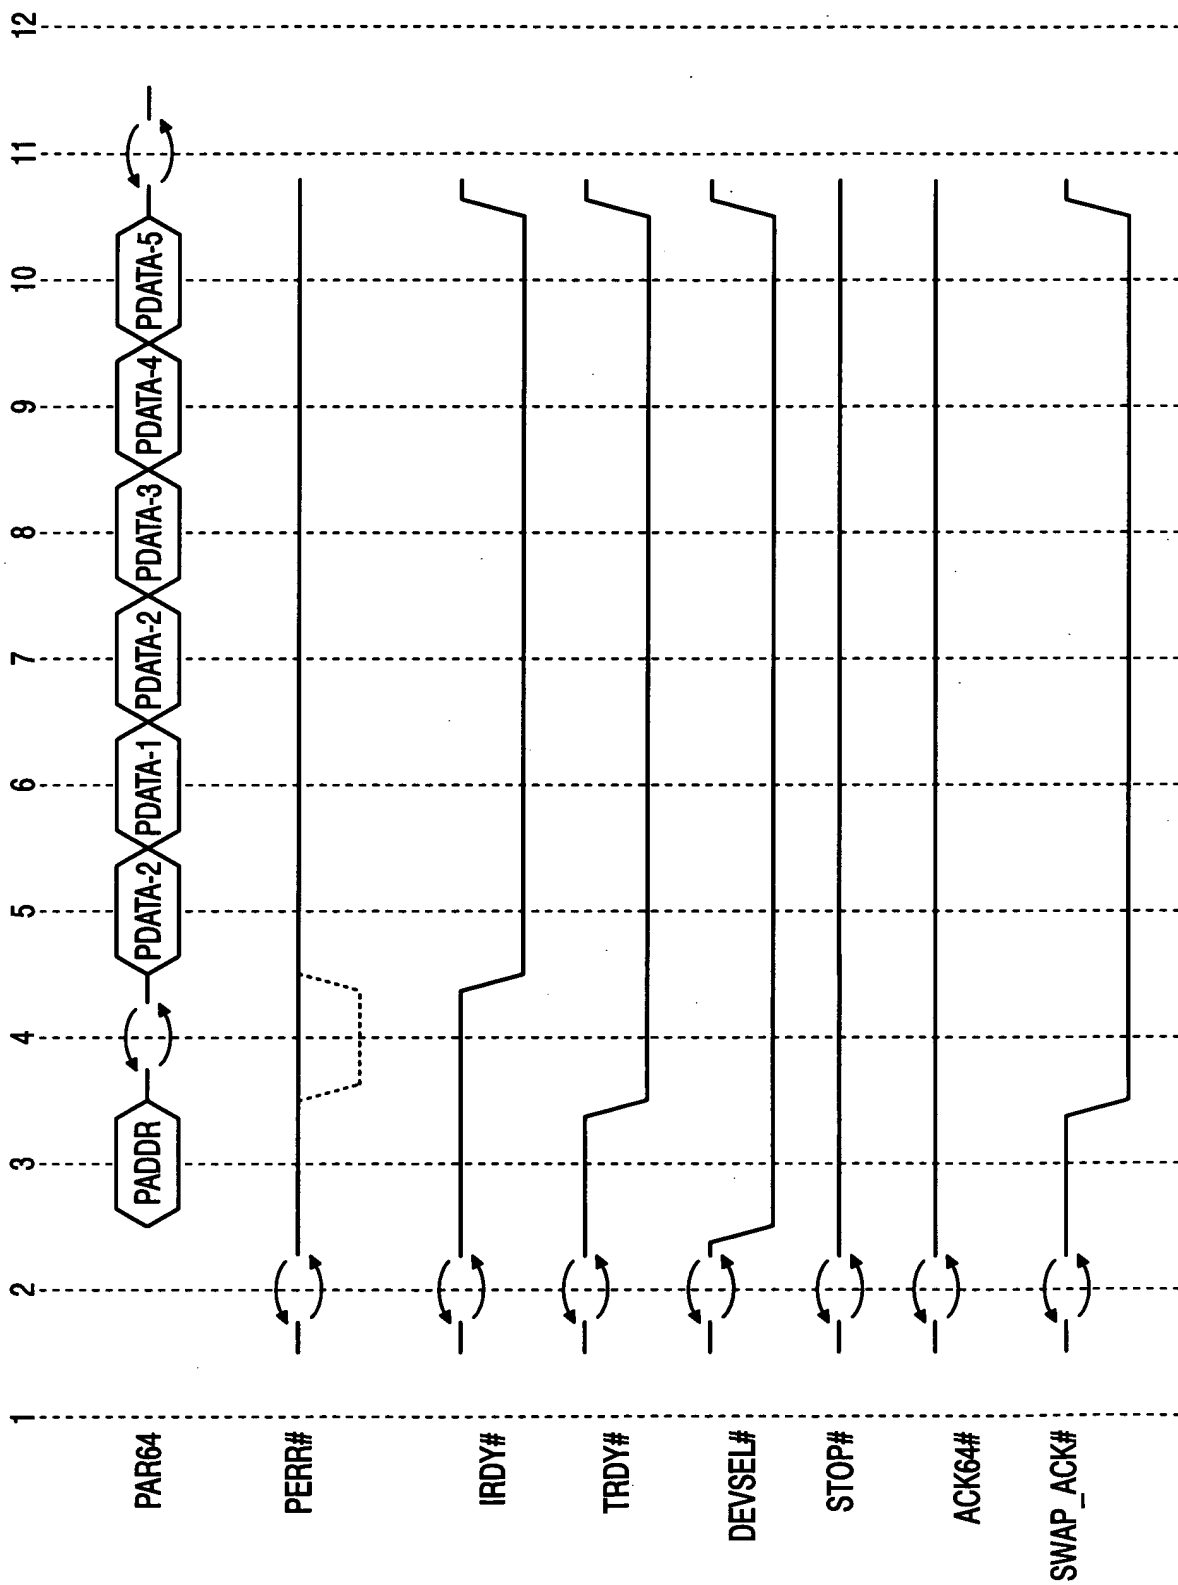 1 2 3 4 5 6 7 8 9 10 11 12
PAR64 PADDR PDATA-2 PDATA-1 PDATA-2 PDATA-3 PDATA-4 PDATA-5
PERR#
IRDY#
TRDY#
DEVSEL#
STOP#
ACK64#
SWAP_ACK#